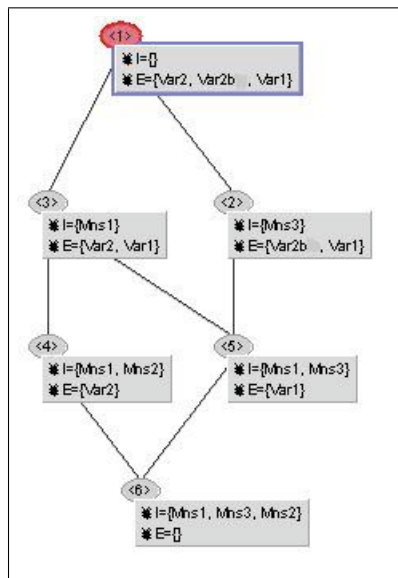 <1>
I={}
E={Var2, Var2b , Var1}
<3>
<2>
I={Mns1}
E={Var2, Var1}
I={Mns3}
E={Var2b , Var1}
<4>
<5>
I={Mns1, Mns2}
E={Var2}
I={Mns1, Mns3}
E={Var1}
<6>
I={Mns1, Mns3, Mns2}
E={}